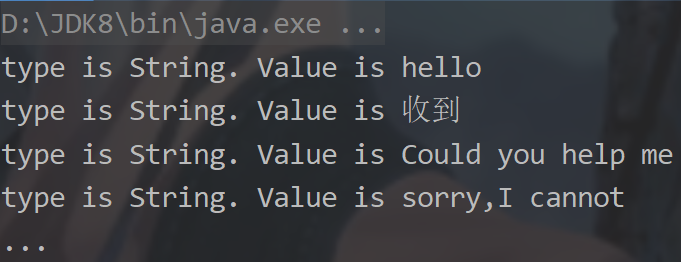 D:\JDK8\bin\java.exe ...
type is String. Value is hello
type is String. Value is 收到
type is String. Value is Could you help me
type is String. Value is sorry,I cannot
...